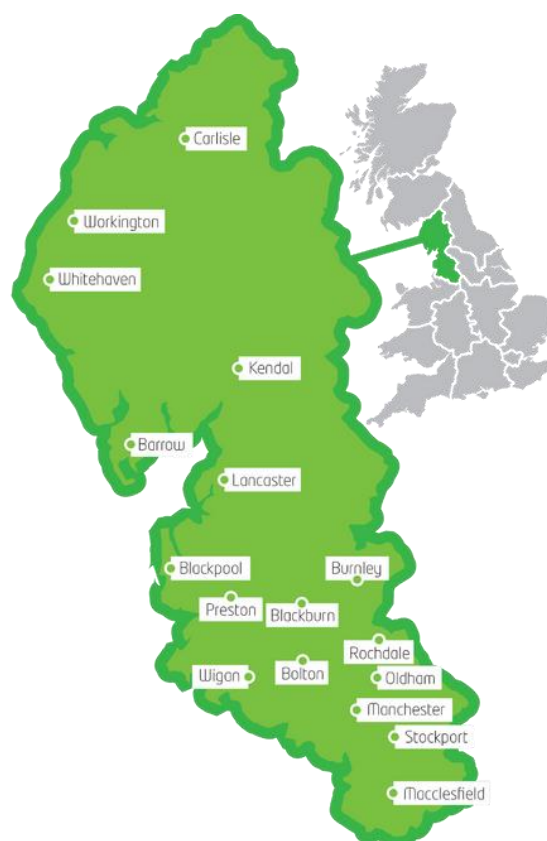 Carlisle
Workington
Whitehaven
Kendal
Barrow
Lancaster
Blackpool
Burnley
Preston
Blackburn
Rochdale
Wigan
Bolton
Oldham
Manchester
Stockport
Macclesfield